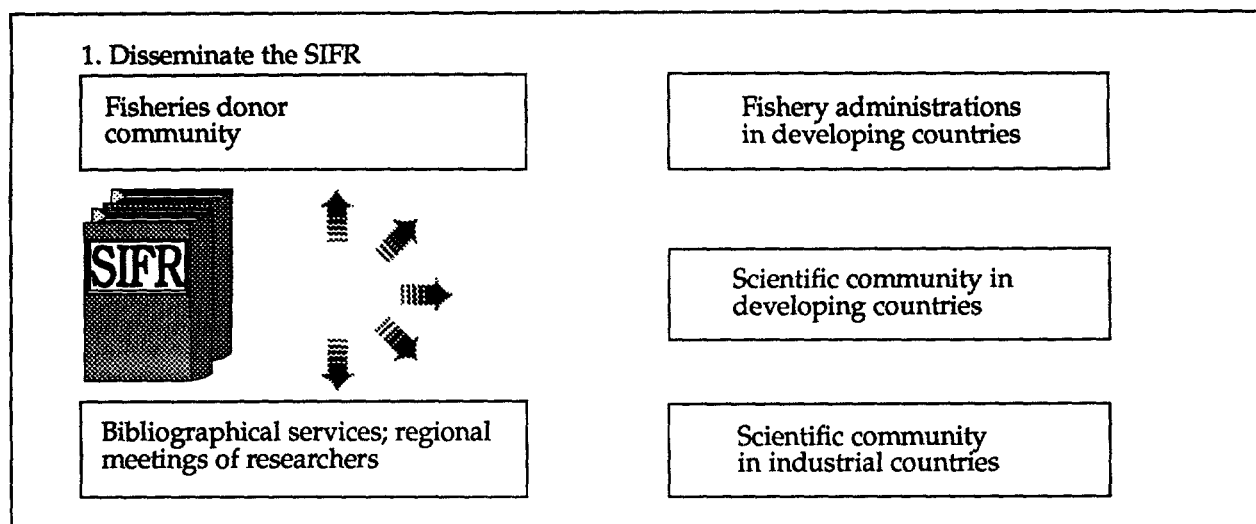 1. Disseminate the SIFR
Fisheries donor
community
Fishery administrations
in developing countries
SIFR
Scientific community in
developing countries
Bibliographical services; regional
meetings of researchers
Scientific community
in industrial countries